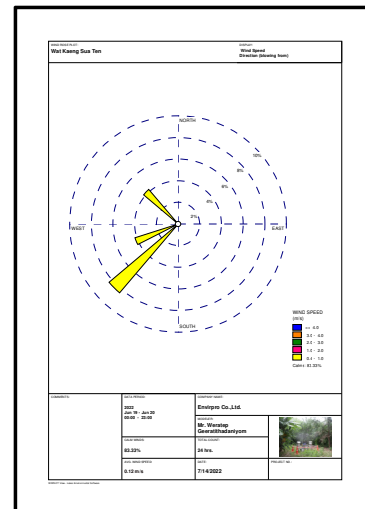 WIND ROSE PLOT:
Wat Kaeng Sua Ten
DISPLAY:
Wind Speed
Direction (blowing from)
NORTH
10%
8%
6%
4%
2%
WEST
EAST
SOUTH
WIND SPEED
(m/s)
>= 4.0
3.0 - 4.0
2.0 - 3.0
1.0 - 2.0
Calms: 83.33%
COMMENTS:
DATA PERIOD:
2022
Jun 19 - Jun 20
00:00 - 23:00
COMPANY NAME:
Envirpro Co.,Ltd.
MODELER:
Mr. Weratep
Geeratithadaniyom
CALM WINDS:
83.33%
TOTAL COUNT:
24 hrs.
AVG. WIND SPEED:
0.12 m/s
DATE:
7/14/2022
PROJECT NO.: